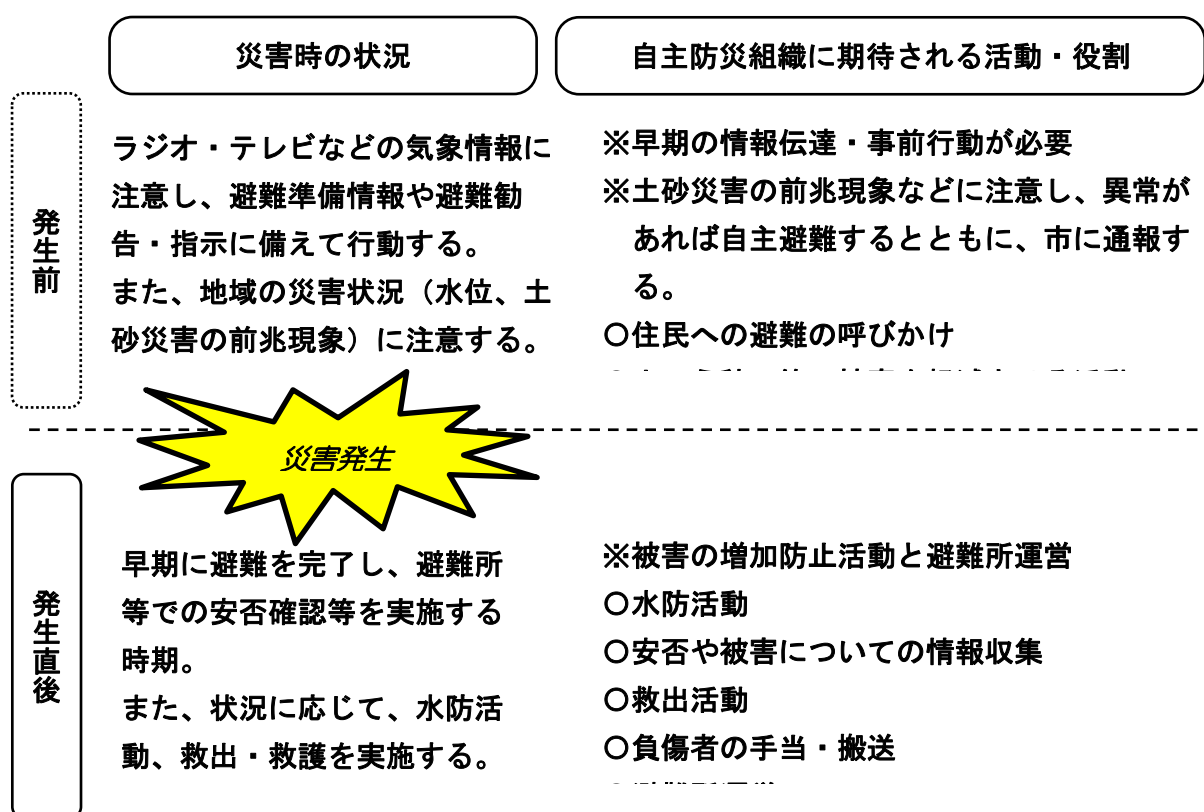 災害時の状況
自主防災組織に期待される活動・役割
発生前
ラジオ・テレビなどの気象情報に
注意し、避難準備情報や避難勧
告・指示に備えて行動する。
また、地域の災害状況（水位、土
砂災害の前兆現象）に注意する。
※早期の情報伝達・事前行動が必要
※土砂災害の前兆現象などに注意し、異常が
あれば自主避難するとともに、市に通報す
る。
○住民への避難の呼びかけ
災害発生
発生直後
早期に避難を完了し、避難所
等での安否確認等を実施する
時期。
また、状況に応じて、水防活
動、救出・救護を実施する。
※被害の増加防止活動と避難所運営
○水防活動
○安否や被害についての情報収集
○救出活動
○負傷者の手当・搬送